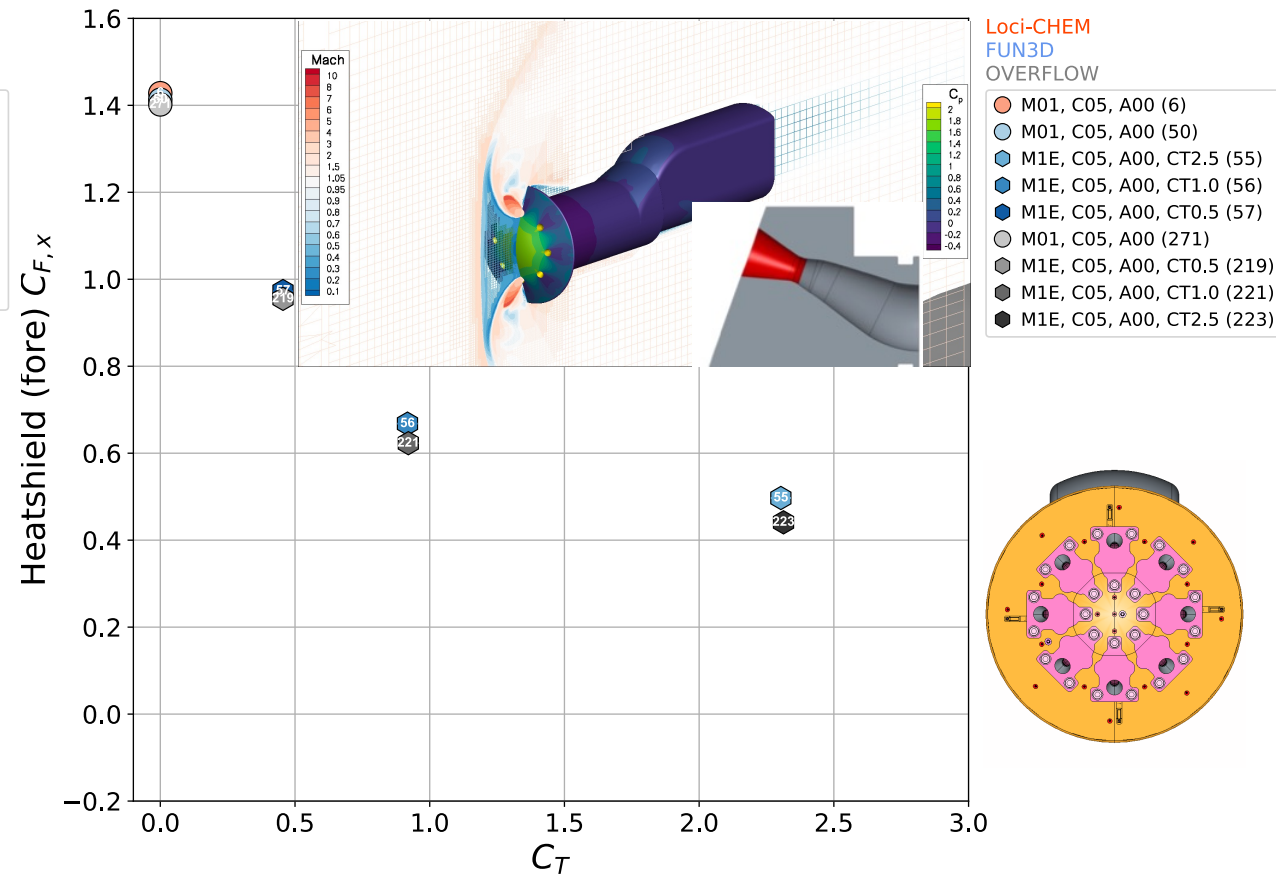 Loci-CHEM
FUN3D
OVERFLOW
M01, C05, A00 (6)
M01, C05, A00 (50)
M1E, C05, A00, CT2.5 (55)
M1E, C05, A00, CT1.0 (56)
M1E, C05, A00, CT0.5 (57)
M01, C05, A00 (271)
M1E, C05, A00, CT0.5 (219)
M1E, C05, A00, CT1.0 (221)
M1E, C05, A00, CT2.5 (223)
Heatshield (fore) C_{F,x}
1.6
1.4
1.2
1.0
0.8
0.6
0.4
0.2
0.0
−0.2
Mach
10
8
7
6
5
4
3
2
1.5
1.05
0.95
0.9
0.8
0.7
0.6
0.5
0.4
0.3
0.2
0.1
C_p
2
1.8
1.6
1.4
1.2
1
0.8
0.6
0.4
0.2
0
-0.2
-0.4
271
57
219
56
221
55
223
0.0 0.5 1.0 1.5 2.0 2.5 3.0
C_T